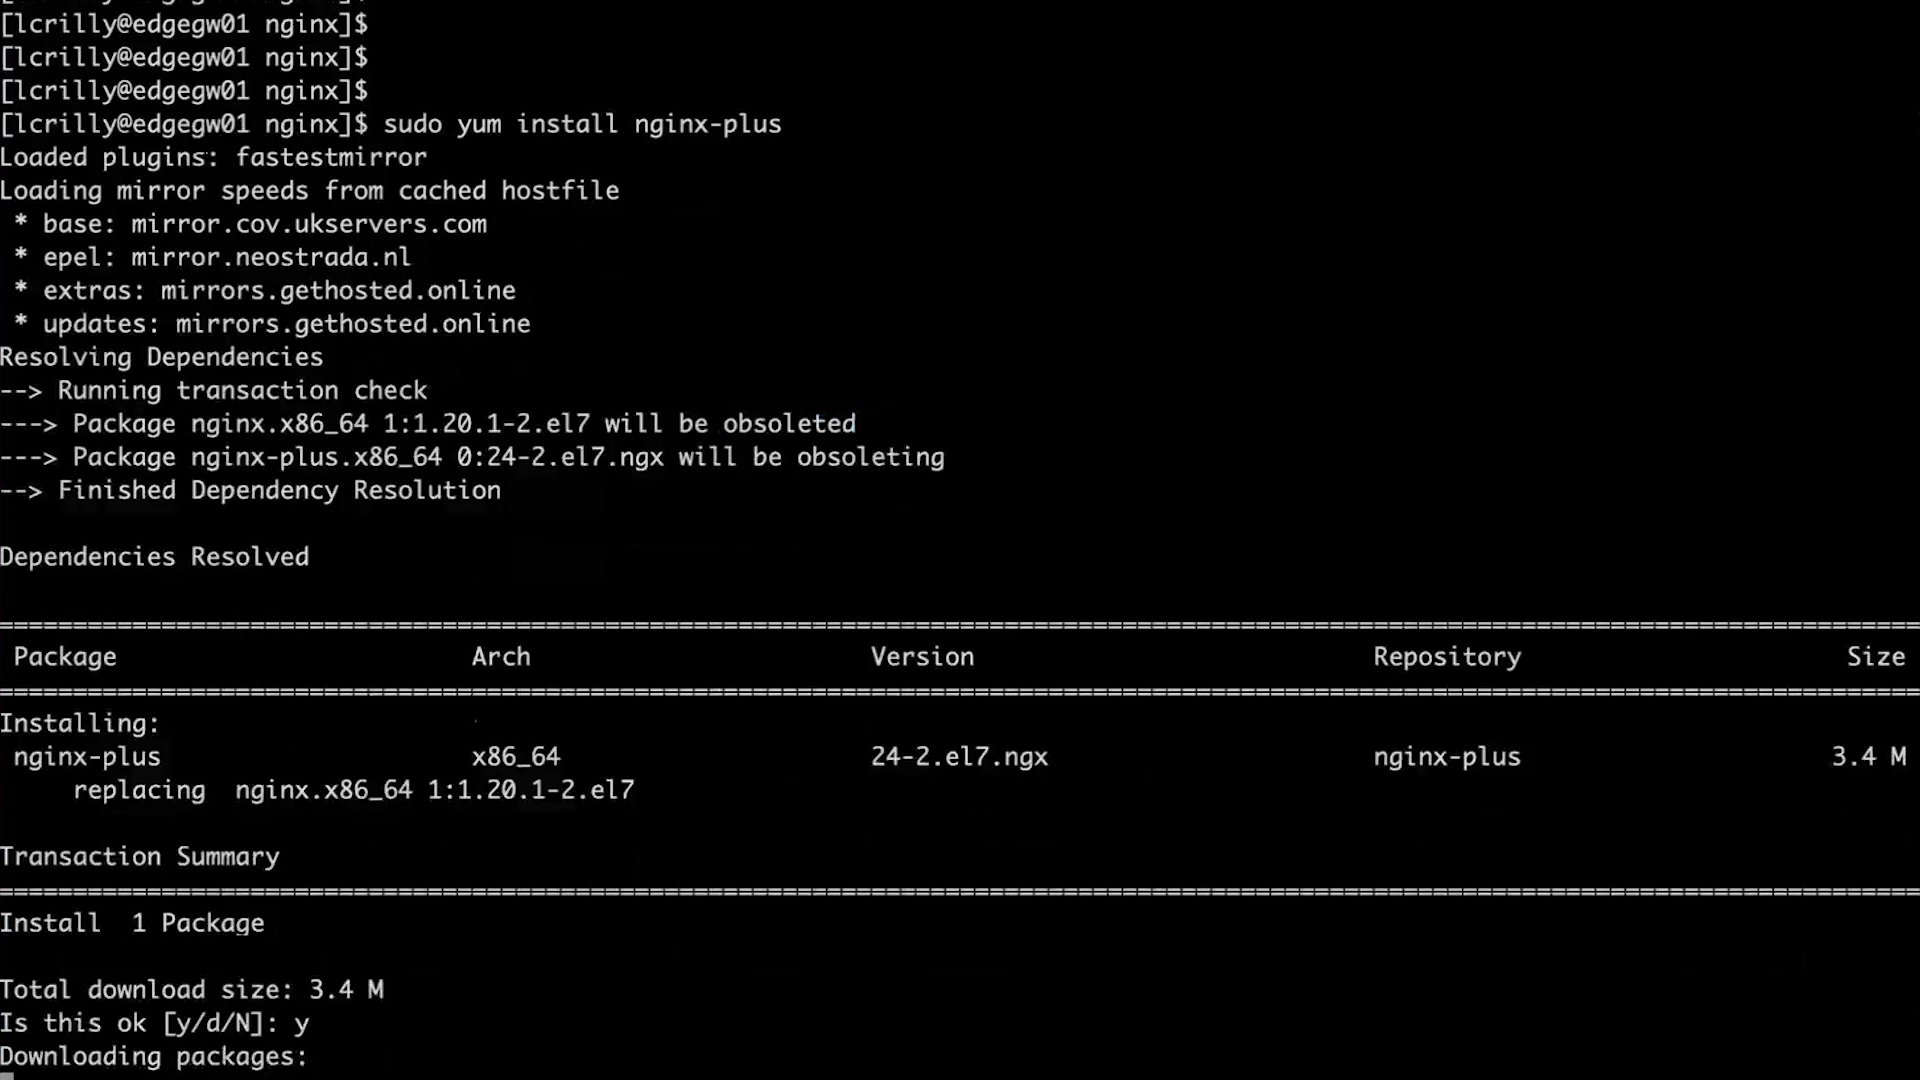 [lcrilly@edgegw01 nginx]$
[lcrilly@edgegw01 nginx]$
[lcrilly@edgegw01 nginx]$
[lcrilly@edgegw01 nginx]$ sudo yum install nginx-plus
Loaded plugins: fastestmirror
Loading mirror speeds from cached hostfile
 * base: mirror.cov.ukservers.com
 * epel: mirror.neostrada.nl
 * extras: mirrors.gethosted.online
 * updates: mirrors.gethosted.online
Resolving Dependencies
--> Running transaction check
---> Package nginx.x86_64 1:1.20.1-2.el7 will be obsoleted
---> Package nginx-plus.x86_64 0:24-2.el7.ngx will be obsoleting
--> Finished Dependency Resolution
Dependencies Resolved
Package Arch Version Repository Size
Installing:
nginx-plus x86_64 24-2.el7.ngx nginx-plus 3.4 M
replacing nginx.x86_64 1:1.20.1-2.el7
Transaction Summary
Install 1 Package
Total download size: 3.4 M
Is this ok [y/d/N]: y
Downloading packages: